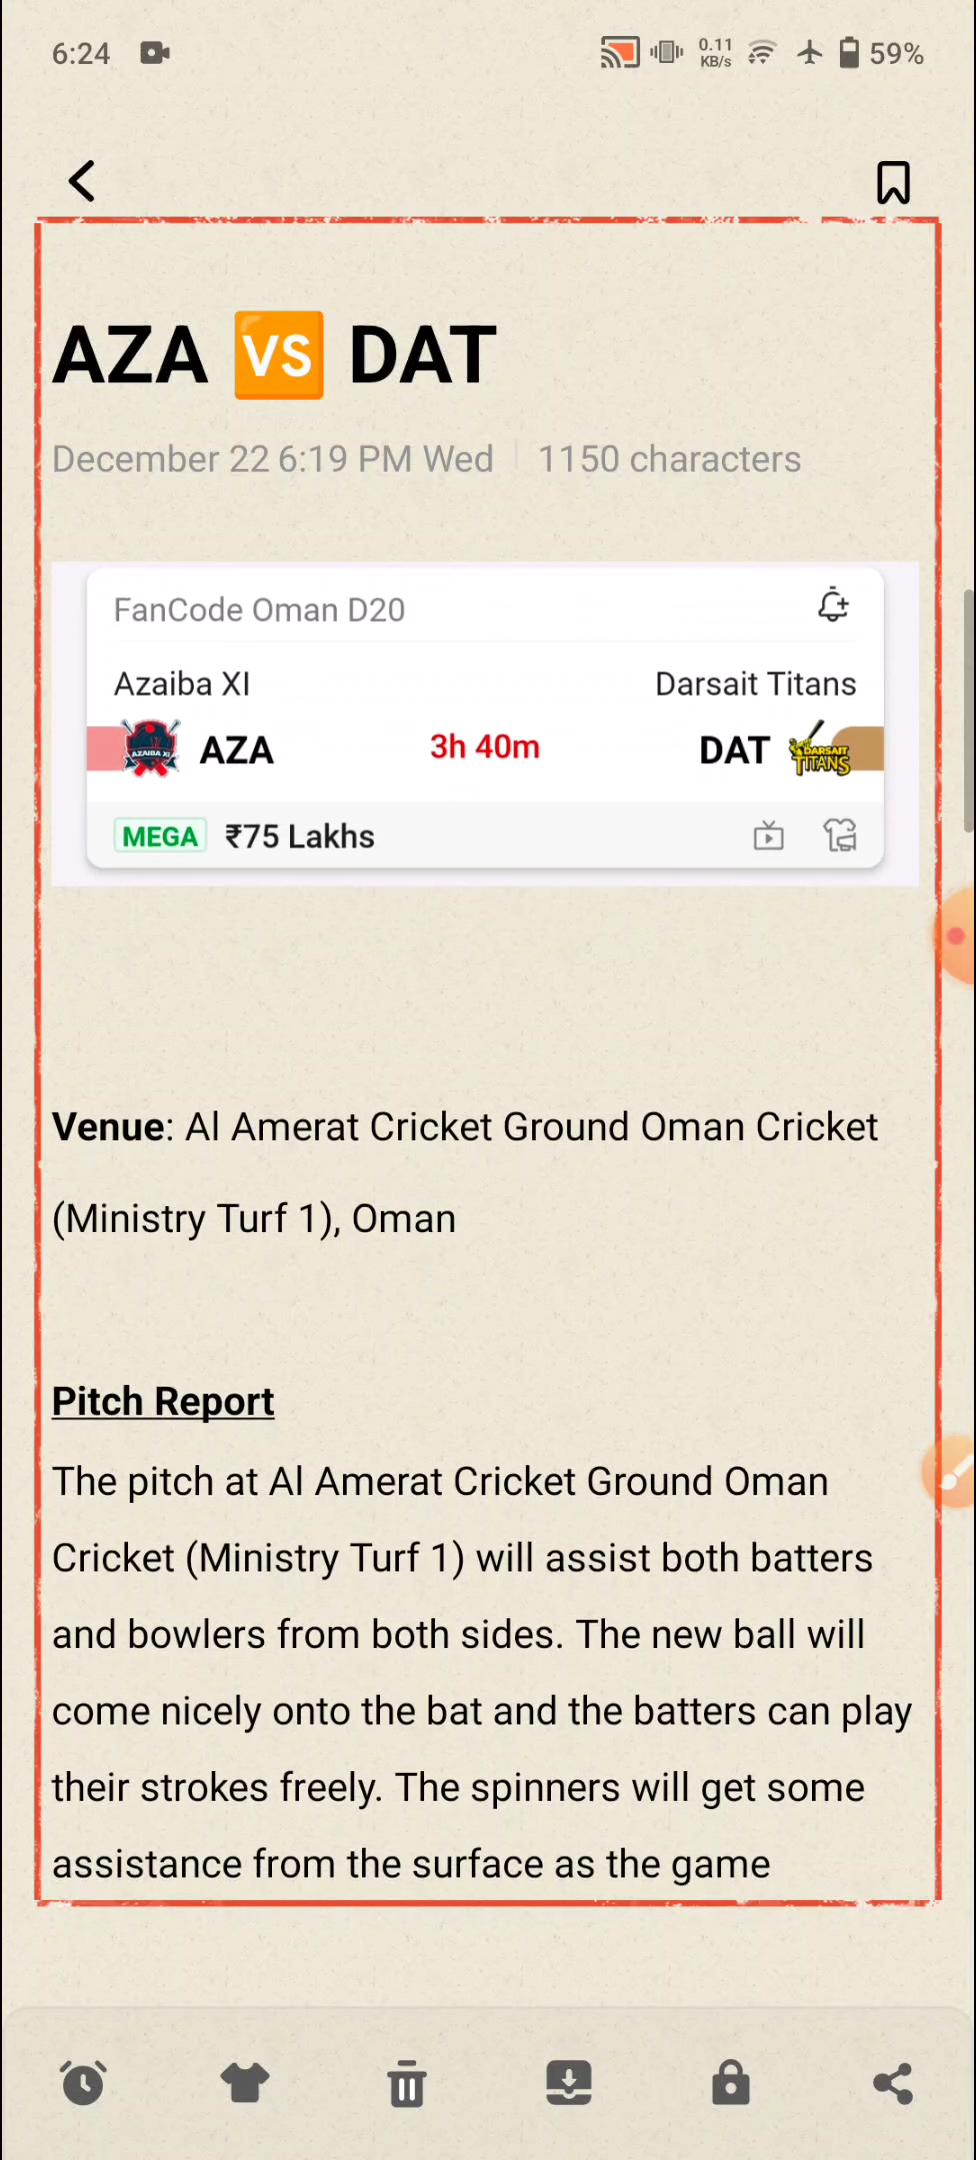 6:24
0.11
KB/s
59%
AZA VS DAT
December 22 6:19 PM Wed
1150 characters
FanCode Oman D20
Azaiba XI
Darsait Titans
AZAIBA XI
AZA
3h 40m
DAT
DARSAIT
TITANS
MEGA
₹75 Lakhs
Venue: Al Amerat Cricket Ground Oman Cricket
(Ministry Turf 1), Oman
Pitch Report
The pitch at Al Amerat Cricket Ground Oman
Cricket (Ministry Turf 1) will assist both batters
and bowlers from both sides. The new ball will
come nicely onto the bat and the batters can play
their strokes freely. The spinners will get some
assistance from the surface as the game